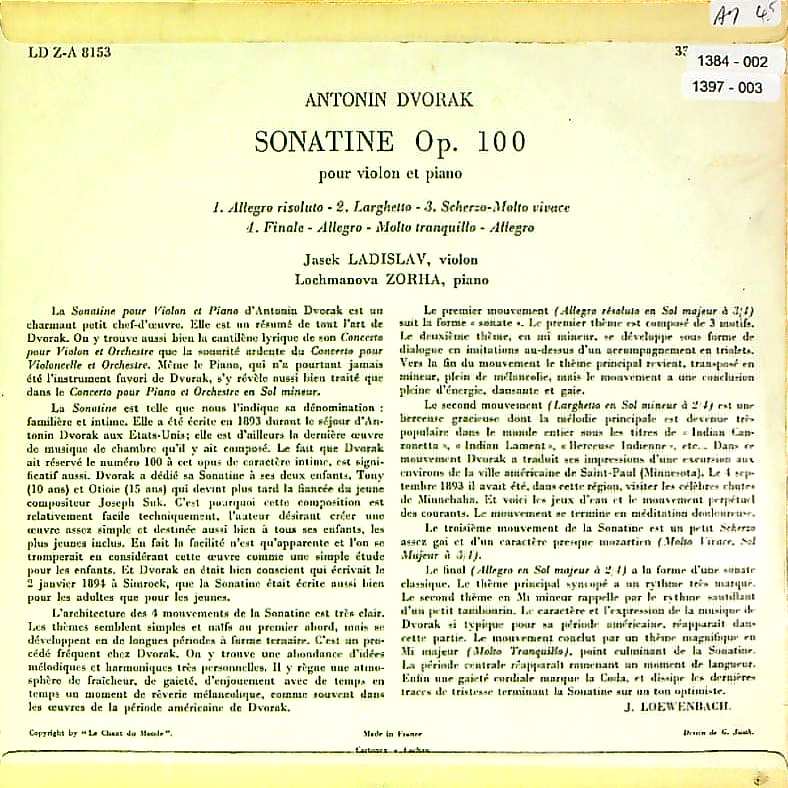 A7 45
LD Z-A 8153
33
1384 - 002
1397 - 003
ANTONIN DVORAK
SONATINE Op. 100
pour violon et piano
1. Allegro risoluto - 2. Larghetto - 3. Scherzo-Molto vivace
4. Finale - Allegro - Molto tranquillo - Allegro
Jasek LADISLAV, violon
Lochmanova ZORHA, piano
La Sonatine pour Violon et Piano d'Antonin Dvorak est un
charmant petit chef-d'œuvre. Elle est un résumé de tout l'art de
Dvorak. On y trouve aussi bien la cantilène lyrique de son Concerto
pour Violon et Orchestre que la sonorité ardente du Concerto pour
Violoncelle et Orchestre. Même le Piano, qui n'a pourtant jamais
été l'instrument favori de Dvorak, s'y révèle aussi bien traité que
dans le Concerto pour Piano et Orchestre en Sol mineur.
La Sonatine est telle que nous l'indique sa dénomination :
familière et intime. Elle a été écrite en 1893 durant le séjour d'An-
tonin Dvorak aux Etats-Unis; elle est d'ailleurs la dernière œuvre
de musique de chambre qu'il y ait composé. Le fait que Dvorak
ait réservé le numéro 100 à cet opus de caractère intime, est signi-
ficatif aussi. Dvorak a dédié sa Sonatine à ses deux enfants, Tony
(10 ans) et Otioie (15 ans) qui devint plus tard la fiancée du jeune
compositeur Joseph Suk. C'est pourquoi cette composition est
relativement facile techniquement, l'auteur désirant créer une
œuvre assez simple et destinée aussi bien à tous ses enfants, les
plus jeunes inclus. En fait la facilité n'est qu'apparente et l'on se
tromperait en considérant cette œuvre comme une simple étude
pour les enfants. Et Dvorak en était bien conscient qui écrivait le
2 janvier 1894 à Simrock, que la Sonatine était écrite aussi bien
pour les adultes que pour les jeunes.
L'architecture des 4 mouvements de la Sonatine est très clair.
Les thèmes semblent simples et naïfs au premier abord, mais se
développent en de longues périodes à forme ternaire. C'est un pro-
cédé fréquent chez Dvorak. On y trouve une abondance d'idées
mélodiques et harmoniques très personnelles. Il y règne une atmo-
sphère de fraîcheur, de gaieté, d'enjouement avec de temps en
temps un moment de rêverie mélancolique, comme souvent dans
les œuvres de la période américaine de Dvorak.
Le premier mouvement (Allegro résoluto en Sol majeur à 3/4)
suit la forme « sonate ». Le premier thème est composé de 3 motifs.
Le deuxième thème, en mi mineur, se développe sous forme de
dialogue en imitations au-dessus d'un accompagnement en triolets.
Vers la fin du mouvement le thème principal revient, transposé en
mineur, plein de mélancolie, mais le mouvement a une conclusion
pleine d'énergie, dansante et gaie.
Le second mouvement (Larghetto en Sol mineur à 2/4) est une
berceuse gracieuse dont la mélodie principale est devenue très
populaire dans le monde entier sous les titres de « Indian Can-
zonetta », « Indian Lament », « Berceuse Indienne », etc... Dans ce
mouvement Dvorak a traduit ses impressions d'une excursion aux
environs de la ville américaine de Saint-Paul (Minnesota). Le 4 sep-
tembre 1893 il avait été, dans cette région, visiter les célèbres chutes
de Minnehaha. Et voici les jeux d'eau et le mouvement perpétuel
des courants. Le mouvement se termine en méditation douloureuse.
Le troisième mouvement de la Sonatine est un petit Scherzo
assez gai et d'un caractère presque mozartien (Molto Vivace, Sol
Majeur à 3/4).
Le final (Allegro en Sol majeur à 2/4) a la forme d'une sonate
classique. Le thème principal syncopé a un rythme très marqué.
Le second thème en Mi mineur rappelle par le rythme sautillant
d'un petit tambourin. Le caractère et l'expression de la musique de
Dvorak si typique pour sa période américaine, réapparait dans
cette partie. Le mouvement conclut par un thème magnifique en
Mi majeur (Molto Tranquillo), point culminant de la Sonatine.
La période centrale réapparaît ramenant un moment de langueur.
Enfin une gaieté cordiale marque la Coda, et dissipe les dernières
traces de tristesse terminant la Sonatine sur un ton optimiste.
J. LOEWENBACH.
Copyright by "Le Chant du Monde".
Made in France
Dessin de G.